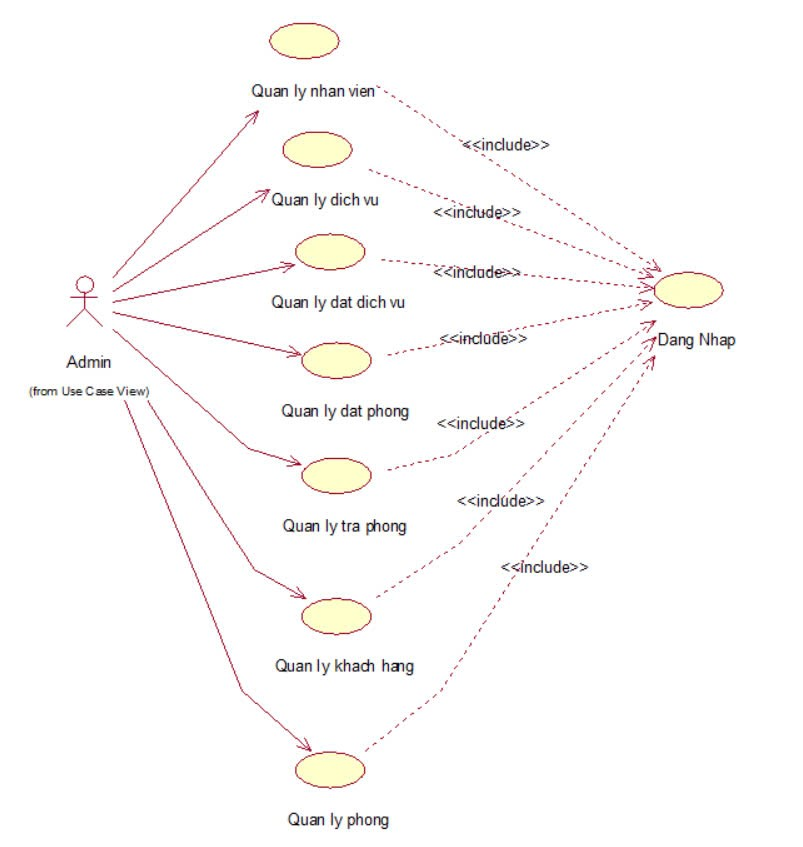 Quan ly nhan vien
<<include>>
Quan ly dich vu
<<include>>
<<include>>
Quan ly dat dich vu
<<include>>
Dang Nhap
Admin
(from Use Case View)
Quan ly dat phong
<<include>>
<<include>>
Quan ly tra phong
<<include>>
Quan ly khach hang
Quan ly phong